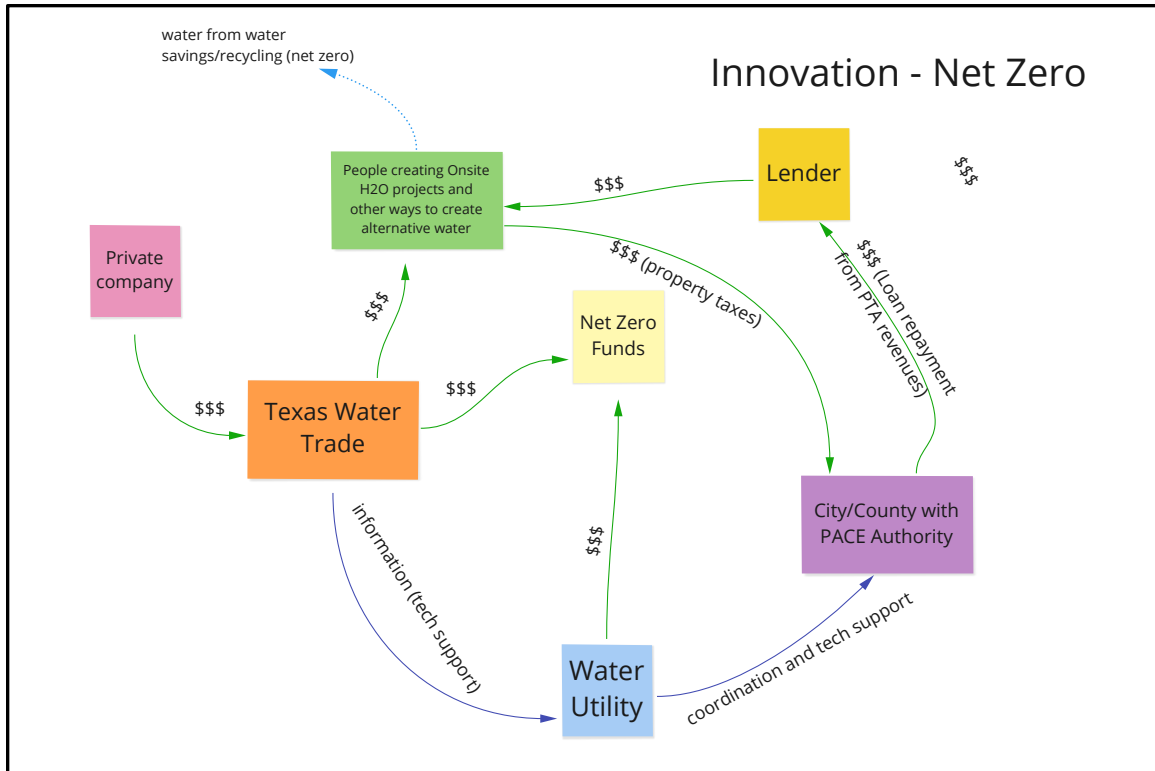 water from water
savings/recycling (net zero)
Innovation - Net Zero
People creating Onsite
H2O projects and
other ways to create
alternative water
Lender
$$$
$$$
Private
company
$$$ (property taxes)
$$$ (Loan repayment
from PTA revenues)
$$$
Net Zero
Funds
$$$
$$$
Texas Water
Trade
City/County with
PACE Authority
information (tech support)
$$$
Water
Utility
coordination and tech support